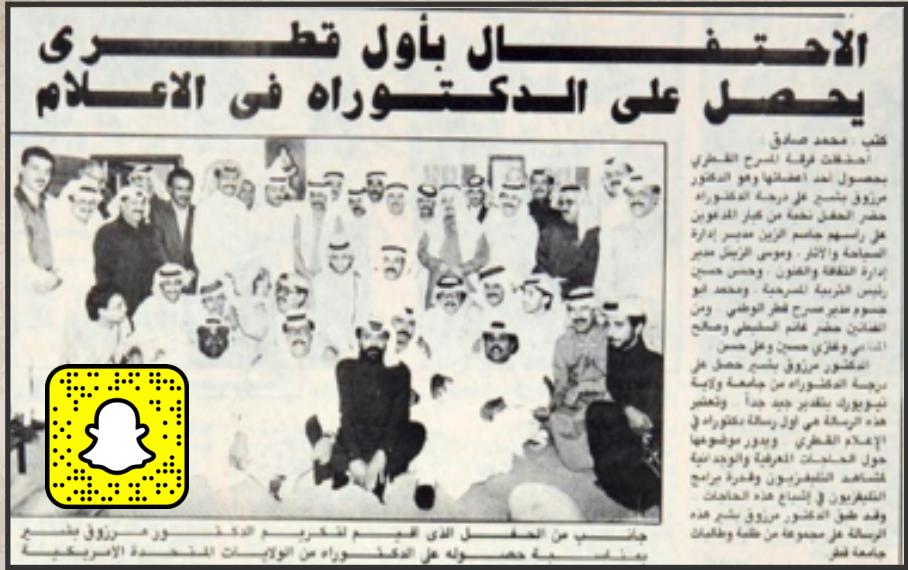 الاحتفال بأول قطرى
يحصل على الدكتوراه فى الاعلام
كتب : محمد صادق :
احتفلت فرقة المسرح القطري
بحصول احد اعضائها وهو الدكتور
مرزوق بشير على درجة الدكتوراه.
حضر الحفل نخبة من كبار المدعوين
على راسهم جاسم الزين مدير إدارة
السياحة والآثار ، وموسى الزينل مدير
إدارة الثقافة والفنون ، وحسن حسين
رئيس التربية المسرحية ، ومحمد ابو
جسوم مدير مسرح قطر الوطني . ومن
الفنانين حضر غانم السليطي وصالح
المناعي وغازي حسين وعلي حسن
الدكتور مرزوق بشير حصل على
درجة الدكتوراه من جامعة ولاية
نيويورك بتقدير جيد جداً .. وتعتبر
هذه الرسالة هي اول رسالة دكتوراه في
الإعلام القطري ويدور موضوعها
حول الحاجات المعرفية والوجدانية
لمشاهد التليفزيون وقدرة برامج
التليفزيون في إشباع هذه الحاجات ..
وقد طبق الدكتور مرزوق بشير هذه
الرسالة على مجموعة من طلبة وطالبات
جامعة قطر.
جانب من الحفل الذى اقيم لتكريم الدكتور مرزوق بشير
بمناسبة حصوله على الدكتوراه من الولايات المتحدة الامريكية